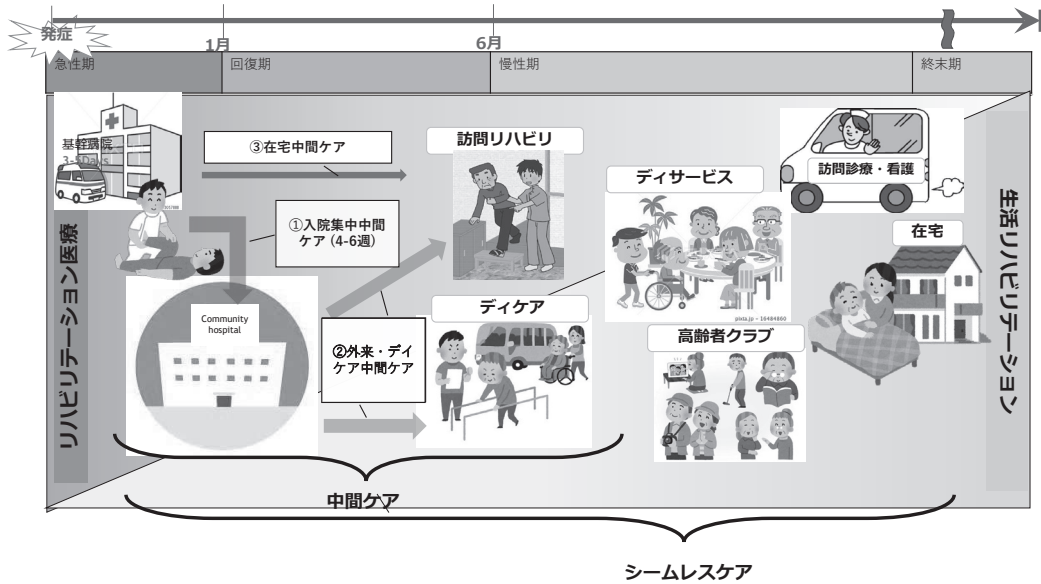 発症
1月
6月
急性期
回復期
慢性期
終末期
基幹病院
3-5Days
③在宅中間ケア
訪問リハビリ
ディサービス
訪問診療・看護
①入院集中中間
ケア (4-6週)
在宅
Community
hospital
ディケア
②外来・デイ
ケア中間ケア
pixta.jp・16484860
高齢者クラブ
リハビリテーション医療
生活リハビリテーション
中間ケア
シームレスケア